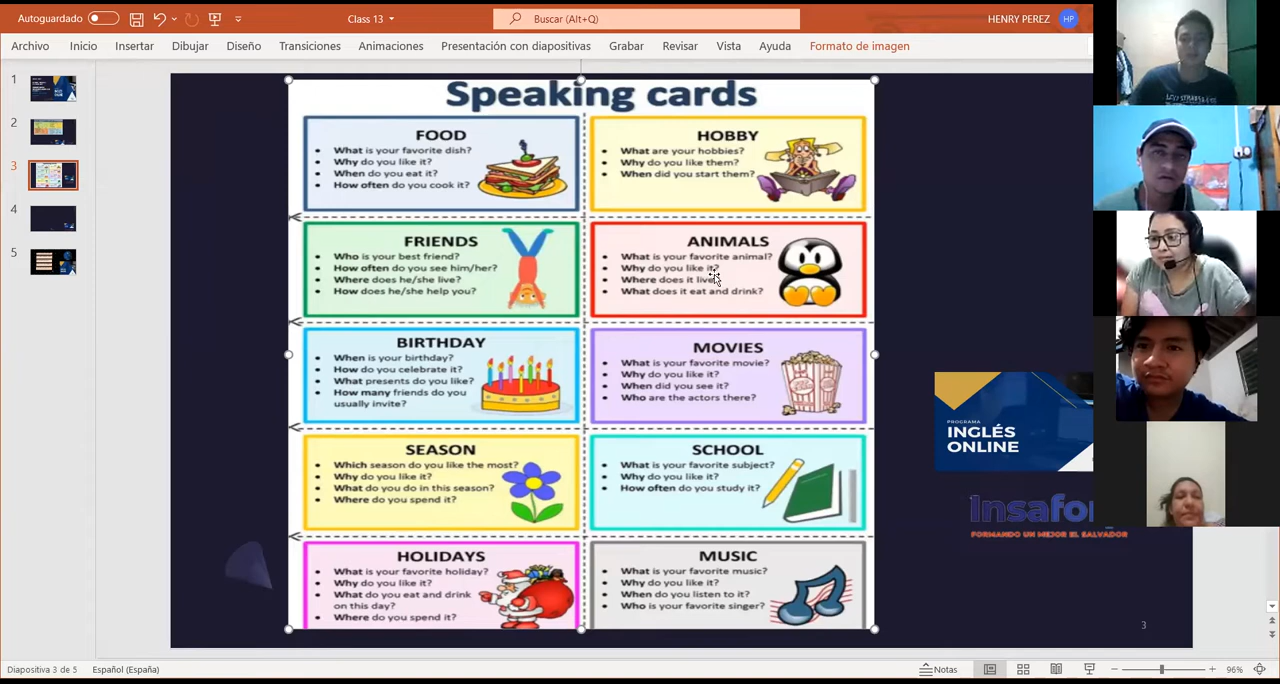 Autoguardado
Class 13
Buscar (Alt+Q)
HENRY PEREZ
HP
Archivo
Inicio
Insertar
Dibujar
Diseño
Transiciones
Animaciones
Presentación con diapositivas
Grabar
Revisar
Vista
Ayuda
Formato de imagen
1
2
3
4
5
Speaking cards
FOOD
What is your favorite dish?
Why do you like it?
When do you eat it?
How often do you cook it?
HOBBY
What are your hobbies?
Why do you like them?
When did you start them?
FRIENDS
Who is your best friend?
How often do you see him/her?
Where does he/she live?
How does he/she help you?
ANIMALS
What is your favorite animal?
Why do you like it?
Where does it live
What does it eat and drink?
BIRTHDAY
When is your birthday?
How do you celebrate it?
What presents do you like?
How many friends do you
usually invite?
MOVIES
What is your favorite movie?
Why do you like it?
When did you see it?
Who are the actors there?
SEASON
Which season do you like the most?
Why do you like it?
What do you do in this season?
Where do you spend it?
SCHOOL
What is your favorite subject?
Why do you like it?
How often do you study it?
HOLIDAYS
What is your favorite holiday?
Why do you like it?
What do you eat and drink
on this day?
Where do you spend it?
MUSIC
What is your favorite music?
Why do you like it?
When do you listen to it?
Who is your favorite singer?
PROGRAMA
INGLÉS
ONLINE
Insafo
FORMANDO UN MEJOR EL SALVADOR
3
Diapositiva 3 de 5
Español (España)
Notas
96%